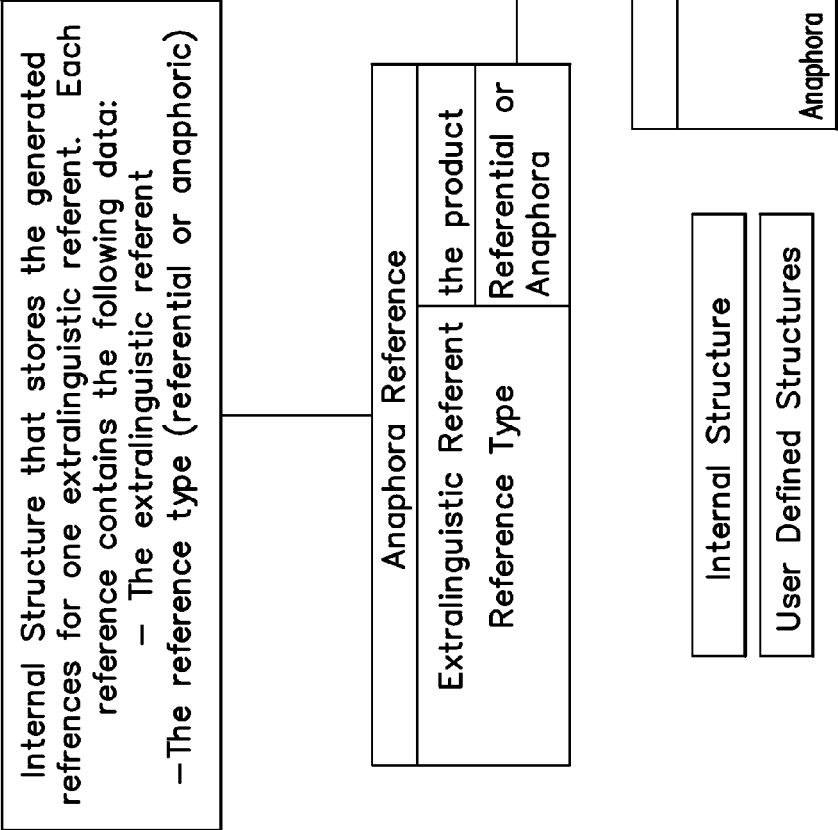 Internal Structure that stores the generated
refrences for one extralinguistic referent. Each
reference contains the following data:
– The extralinguistic referent
–The reference type (referential or anaphoric)
Anaphora Reference
Extralinguistic Referent
the product
Reference Type
Referential or
Anaphora
Internal Structure
User Defined Structures
Anaphora